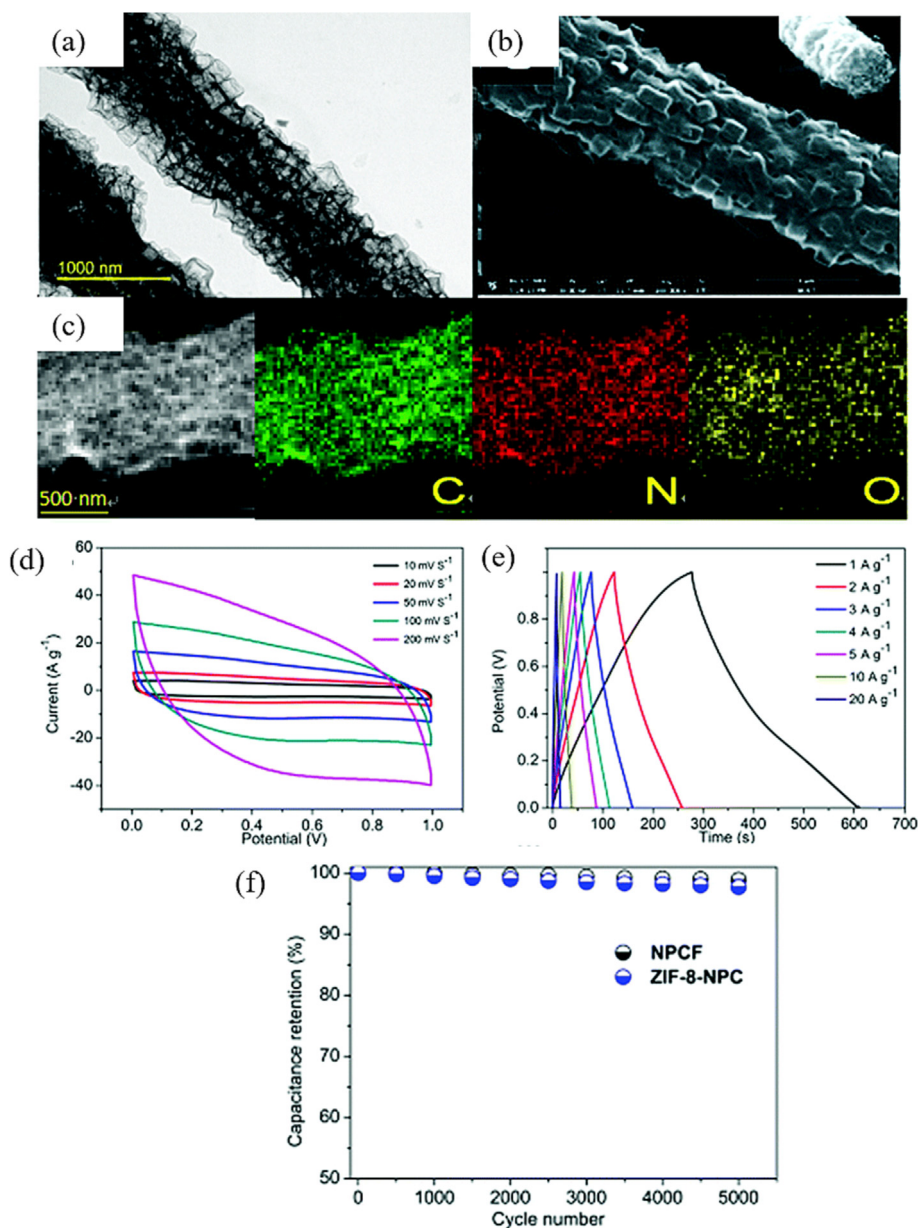 (a)
1000 nm
(b)
(c)
500 nm
C
N
O
(d)
60
40
20
0
-20
-40
Current (A g⁻¹)
10 mV S⁻¹
20 mV S⁻¹
50 mV S⁻¹
100 mV S⁻¹
200 mV S⁻¹
0.0 0.2 0.4 0.6 0.8 1.0
Potential (V)
(e)
0.8
0.6
0.4
0.2
0.0
Potential (V)
1 A g⁻¹
2 A g⁻¹
3 A g⁻¹
4 A g⁻¹
5 A g⁻¹
10 A g⁻¹
20 A g⁻¹
0 100 200 300 400 500 600 700
Time (s)
(f)
100
90
80
70
60
50
Capacitance retention (%)
NPCF
ZIF-8-NPC
0 1000 2000 3000 4000 5000
Cycle number